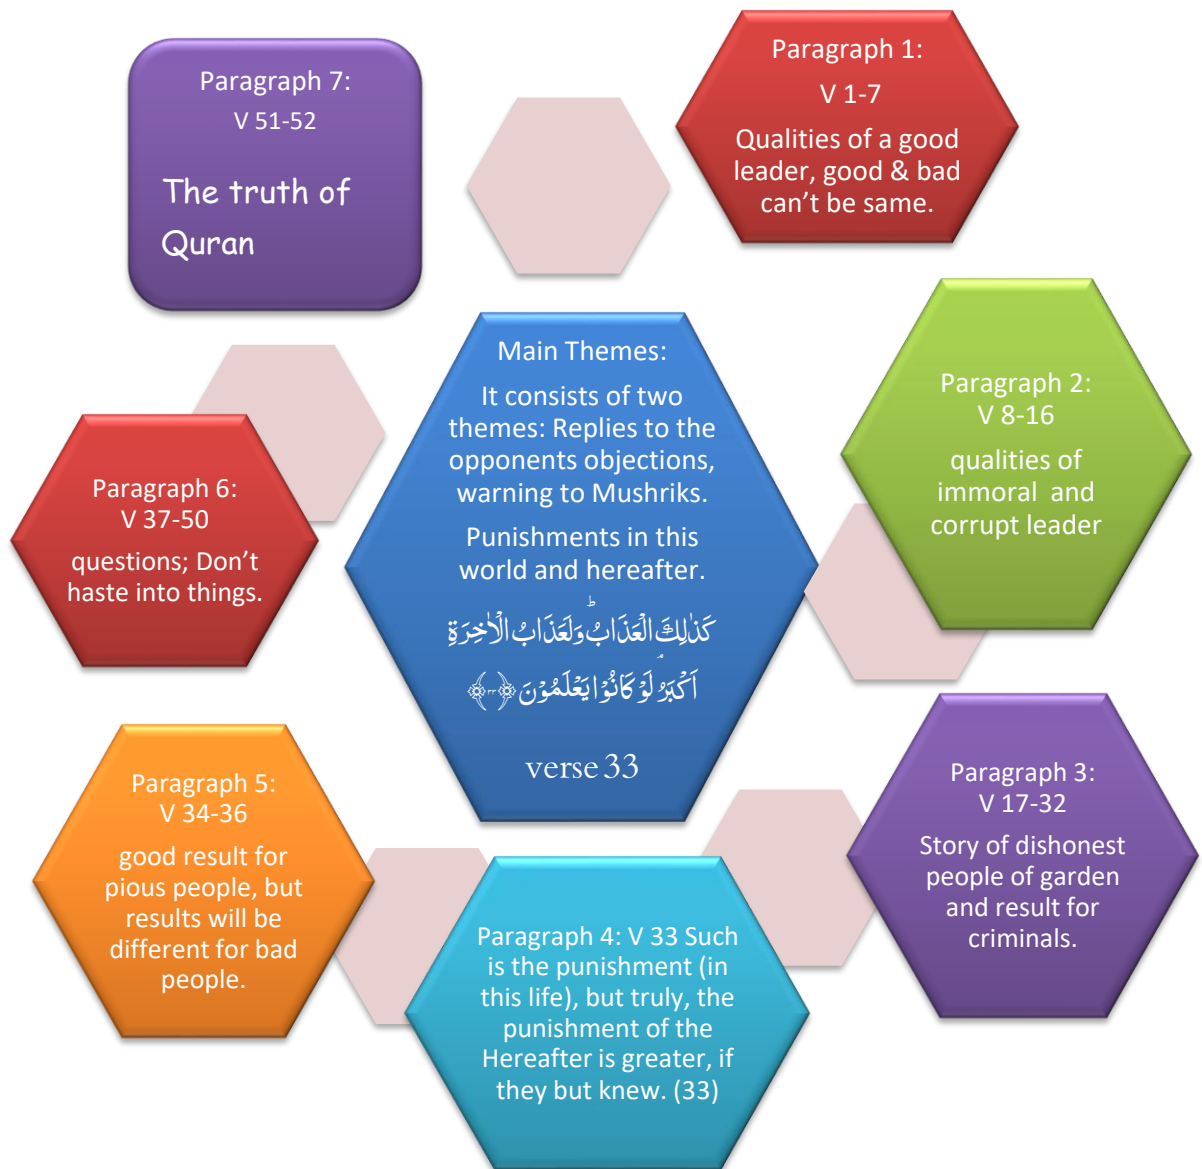 Paragraph 1:
V 1-7
Qualities of a good
leader, good & bad
can’t be same.
Paragraph 2:
V 8-16
qualities of
immoral and
corrupt leader
Paragraph 3:
V 17-32
Story of dishonest
people of garden
and result for
criminals.
Paragraph 4: V 33 Such
is the punishment (in
this life), but truly, the
punishment of the
Hereafter is greater, if
they but knew. (33)
Paragraph 5:
V 34-36
good result for
pious people, but
results will be
different for bad
people.
Paragraph 6:
V 37-50
questions; Don’t
haste into things.
Paragraph 7:
V 51-52
The truth of
Quran
Main Themes:
It consists of two
themes: Replies to the
opponents objections,
warning to Mushriks.
Punishments in this
world and hereafter.
كَذٰلِكَ الْعَذَابُ ؕ وَلَعَذَابُ الْاٰخِرَةِ
اَكْبَرُ ۘ لَوْ كَانُوْا يَعْلَمُوْنَ ﴿۳۳﴾
verse 33